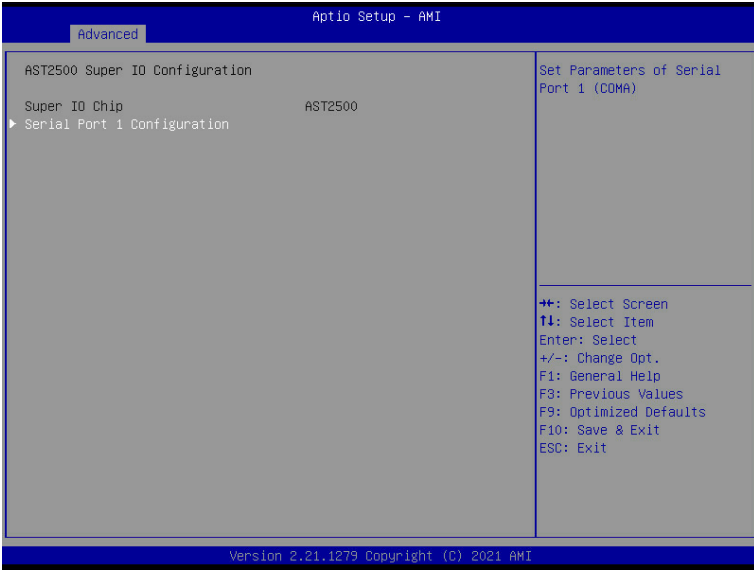 Aptio Setup – AMI
Advanced
AST2500 Super IO Configuration
Super IO Chip AST2500
▶ Serial Port 1 Configuration
Set Parameters of Serial
Port 1 (COMA)
→←: Select Screen
↑↓: Select Item
Enter: Select
+/-: Change Opt.
F1: General Help
F3: Previous Values
F9: Optimized Defaults
F10: Save & Exit
ESC: Exit
Version 2.21.1279 Copyright (C) 2021 AMI